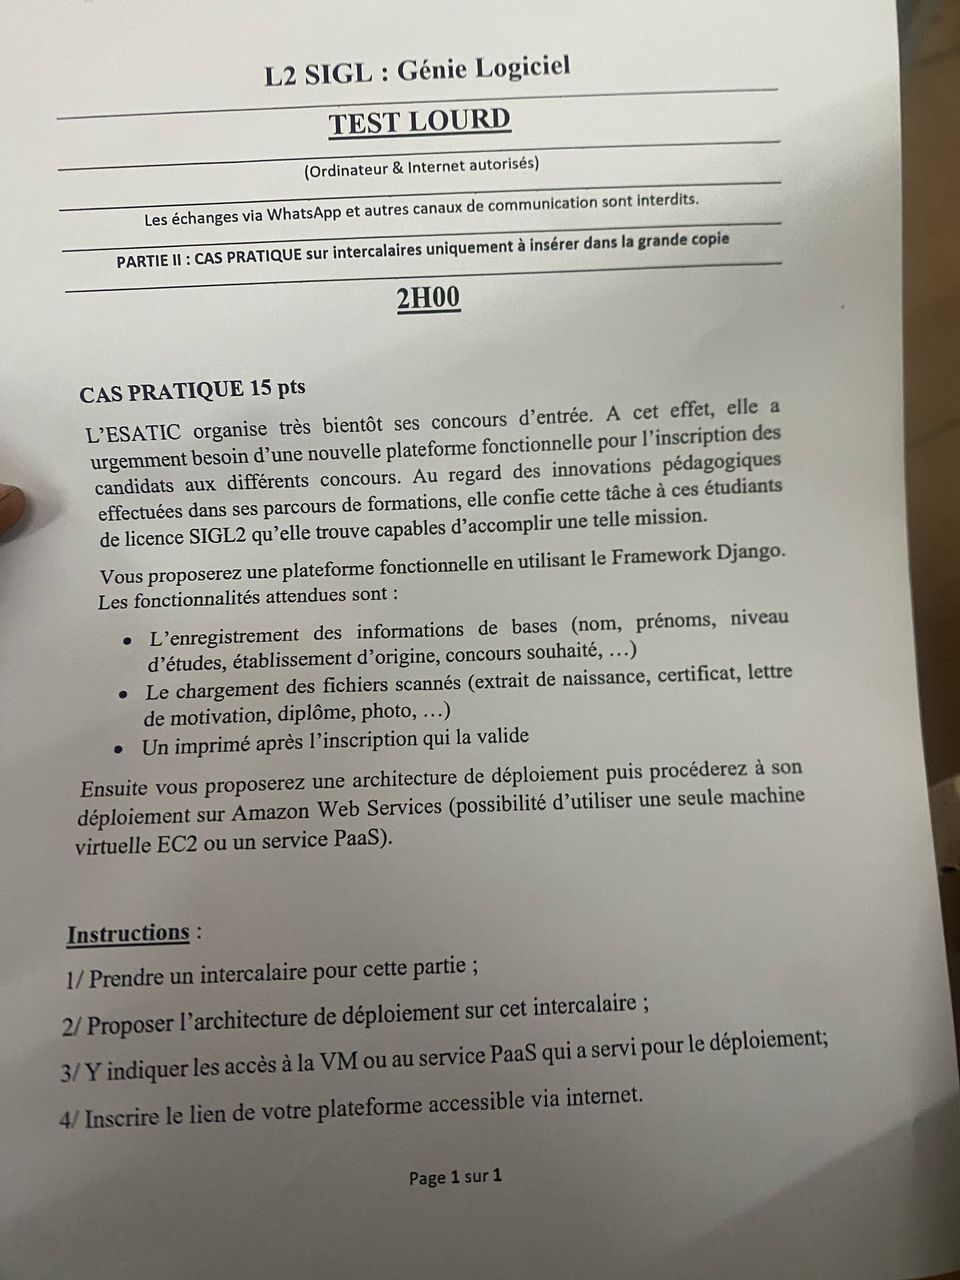 L2 SIGL : Génie Logiciel
TEST LOURD
(Ordinateur & Internet autorisés)
Les échanges via WhatsApp et autres canaux de communication sont interdits.
PARTIE II : CAS PRATIQUE sur intercalaires uniquement à insérer dans la grande copie
2H00
CAS PRATIQUE 15 pts
L’ESATIC organise très bientôt ses concours d’entrée. A cet effet, elle a
urgemment besoin d’une nouvelle plateforme fonctionnelle pour l’inscription des
candidats aux différents concours. Au regard des innovations pédagogiques
effectuées dans ses parcours de formations, elle confie cette tâche à ces étudiants
de licence SIGL2 qu’elle trouve capables d’accomplir une telle mission.
Vous proposerez une plateforme fonctionnelle en utilisant le Framework Django.
Les fonctionnalités attendues sont :
• L’enregistrement des informations de bases (nom, prénoms, niveau
d’études, établissement d’origine, concours souhaité, …)
• Le chargement des fichiers scannés (extrait de naissance, certificat, lettre
de motivation, diplôme, photo, …)
• Un imprimé après l’inscription qui la valide
Ensuite vous proposerez une architecture de déploiement puis procéderez à son
déploiement sur Amazon Web Services (possibilité d’utiliser une seule machine
virtuelle EC2 ou un service PaaS).
Instructions :
1/ Prendre un intercalaire pour cette partie ;
2/ Proposer l’architecture de déploiement sur cet intercalaire ;
3/ Y indiquer les accès à la VM ou au service PaaS qui a servi pour le déploiement;
4/ Inscrire le lien de votre plateforme accessible via internet.
Page 1 sur 1